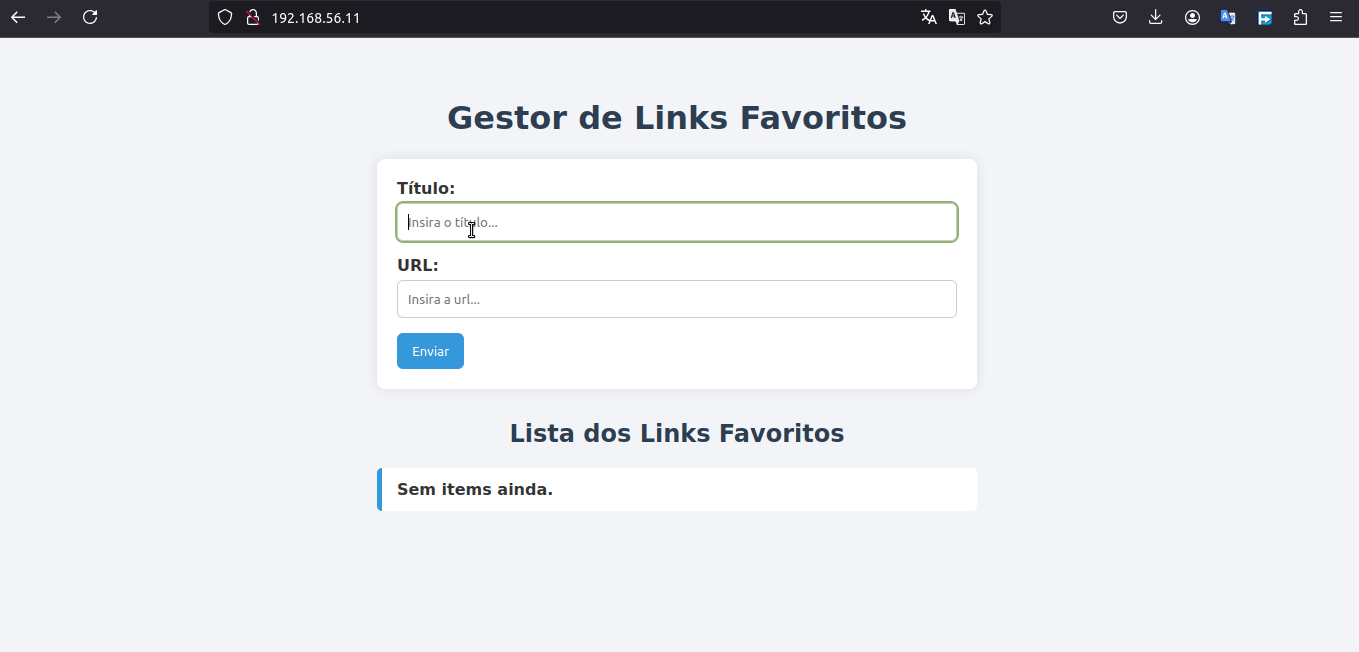 192.168.56.11
Gestor de Links Favoritos
Título:
Insira o título...
URL:
Insira a url...
Enviar
Lista dos Links Favoritos
Sem items ainda.